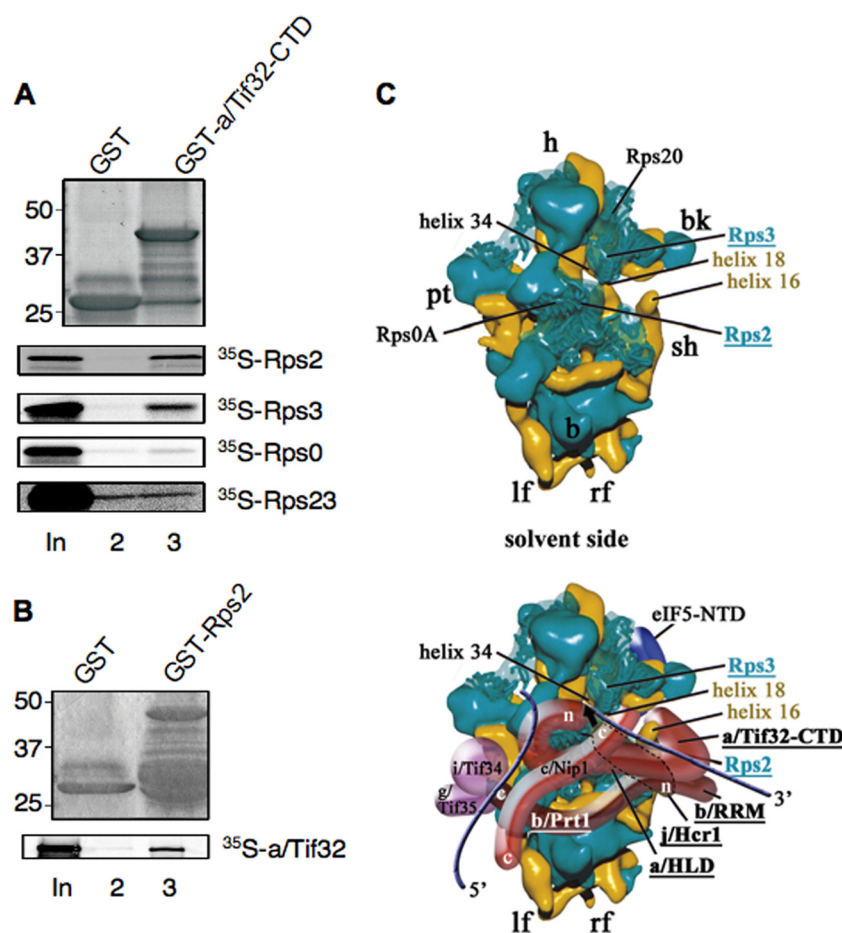 A
GST
GST-a/Tif32-CTD
50
37
25
35S-Rps2
35S-Rps3
35S-Rps0
35S-Rps23
In 2 3
B
GST
GST-Rps2
50
37
25
35S-a/Tif32
In 2 3
C
h
Rps20
helix 34
bk
Rps3
helix 18
helix 16
pt
Rps0A
Rps2
sh
b
lf
rf
solvent side
eIF5-NTD
helix 34
Rps3
helix 18
helix 16
n
c
a/Tif32-CTD
i/Tif34
c/Nip1
Rps2
g/
Tif35
c
n
3’
b/RRM
b/Prt1
j/Hcr1
c
a/HLD
5’
lf
rf